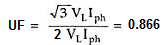 UF = √3 V_L I_ph / 2 V_L I_ph = 0.866